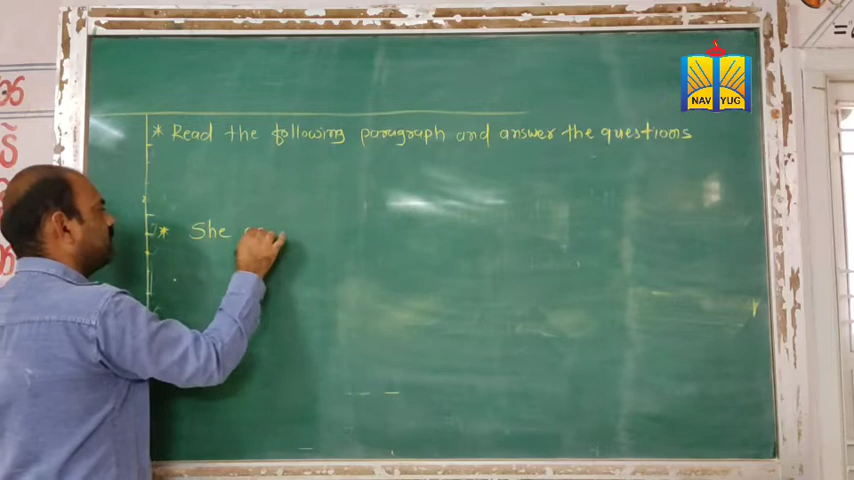 * Read the following paragraph and answer the questions
* She
NAV YUG